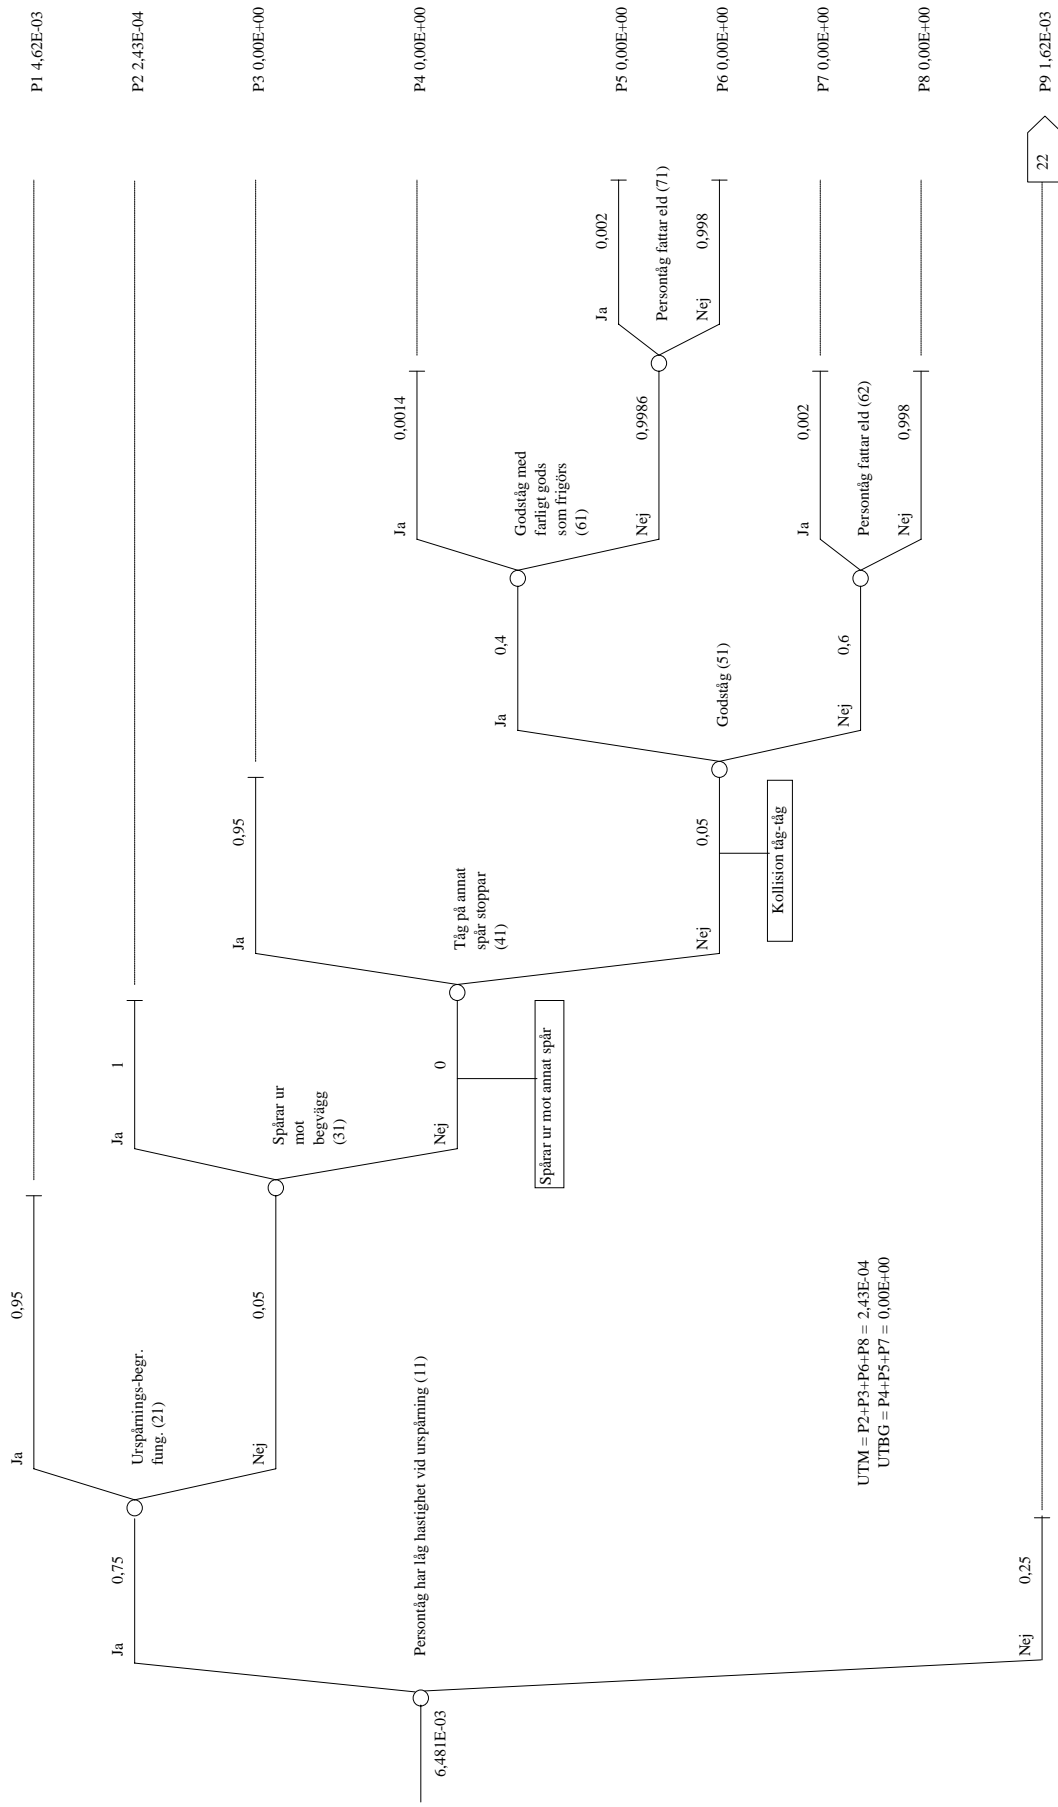 6,481E-03
Persontåg har låg hastighet vid urspårning (11)
Ja
0,75
Nej
0,25
Urspårnings-begr.
fung. (21)
Ja
0,95
Nej
0,05
Spårar ur
mot
begvägg
(31)
Ja
1
Nej
0
Spårar ur mot annat spår
Tåg på annat
spår stoppar
(41)
Ja
0,95
Nej
0,05
Kollision tåg-tåg
Godståg (51)
Ja
0,4
Nej
0,6
Godståg med
farligt gods
som frigörs
(61)
Ja
0,0014
Nej
0,9986
Persontåg fattar eld (62)
Ja
0,002
Nej
0,998
Persontåg fattar eld (71)
Ja
0,002
Nej
0,998
22
P1 4,62E-03
P2 2,43E-04
P3 0,00E+00
P4 0,00E+00
P5 0,00E+00
P6 0,00E+00
P7 0,00E+00
P8 0,00E+00
P9 1,62E-03
UTM = P2+P3+P6+P8 = 2,43E-04
UTBG = P4+P5+P7 = 0,00E+00